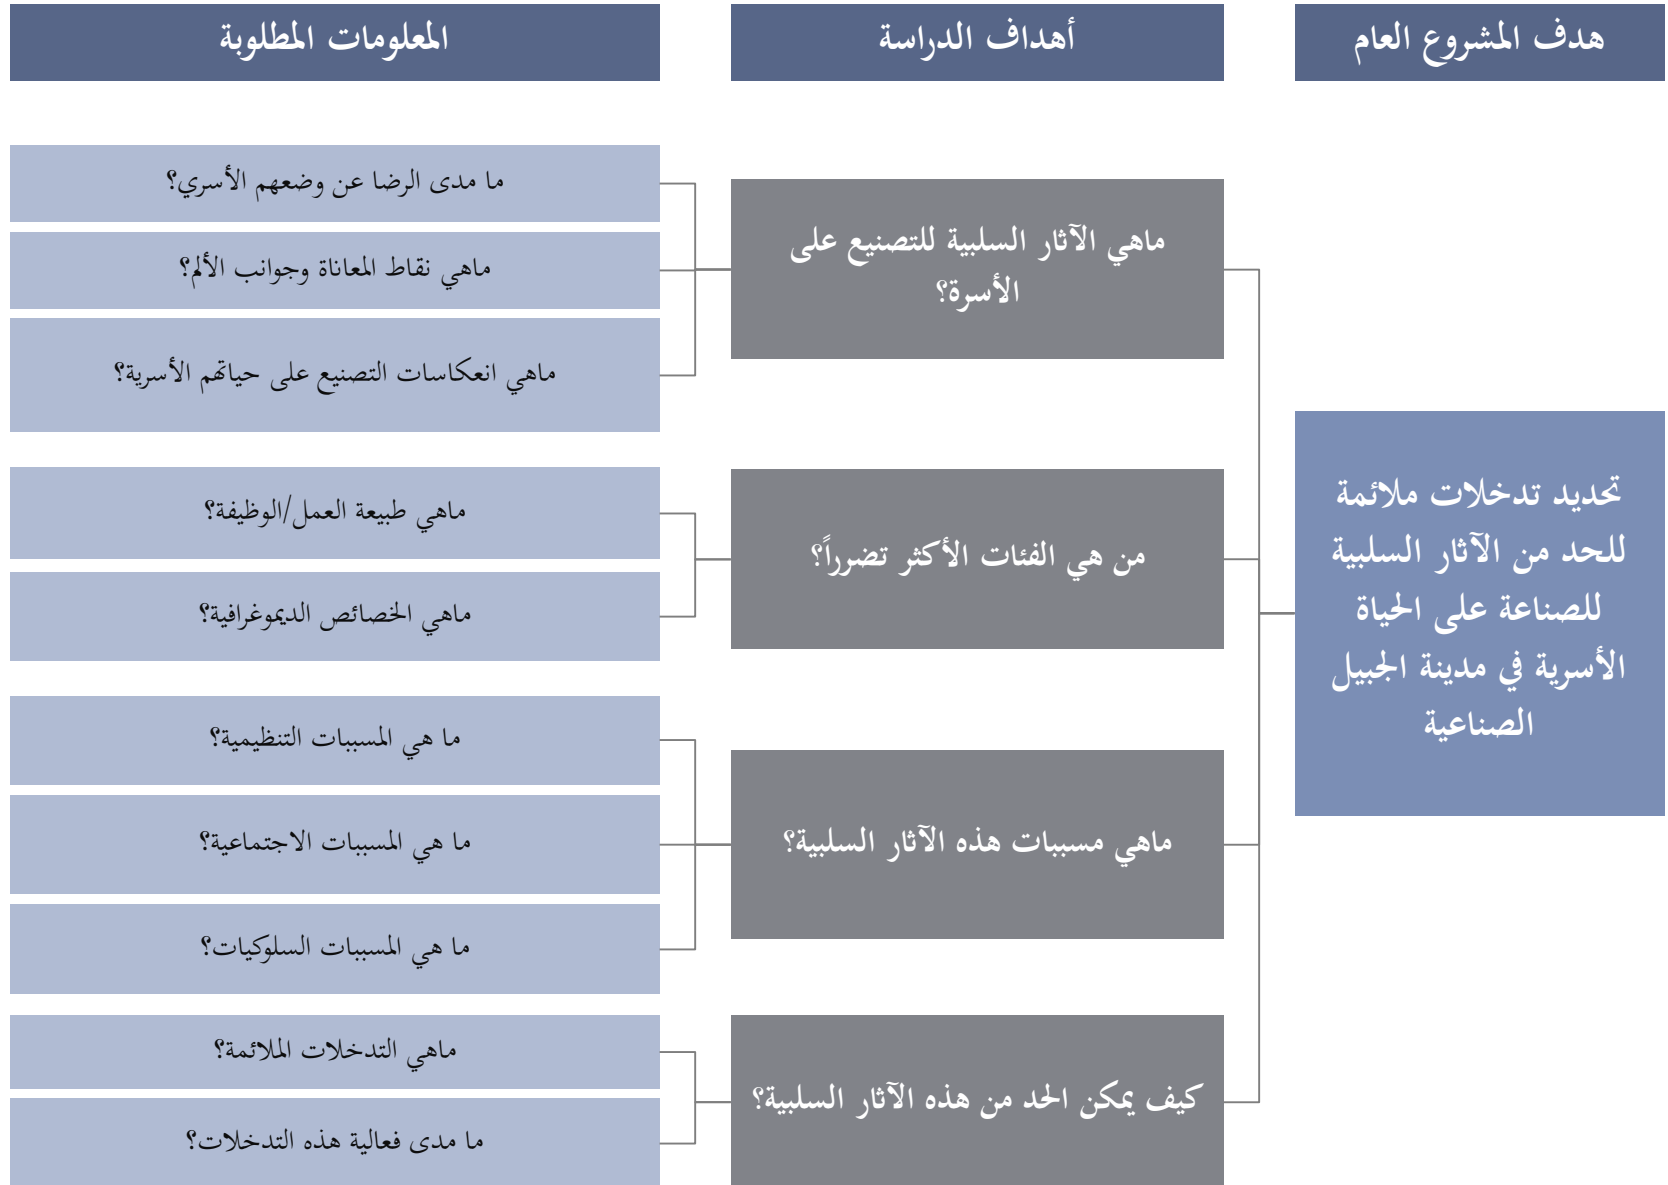 هدف المشروع العام
أهداف الدراسة
المعلومات المطلوبة
تحديد تدخلات ملائمة
للحد من الآثار السلبية
للصناعة على الحياة
الأسرية في مدينة الجبيل
الصناعية
ماهي الآثار السلبية للتصنيع على
الأسرة؟
ما مدى الرضا عن وضعهم الأسري؟
ماهي نقاط المعاناة وجوانب الألم؟
ماهي انعكاسات التصنيع على حياتهم الأسرية؟
من هي الفئات الأكثر تضرراً؟
ماهي طبيعة العمل/الوظيفة؟
ماهي الخصائص الديموغرافية؟
ماهي مسببات هذه الآثار السلبية؟
ما هي المسببات التنظيمية؟
ما هي المسببات الاجتماعية؟
ما هي المسببات السلوكيات؟
كيف يمكن الحد من هذه الآثار السلبية؟
ماهي التدخلات الملائمة؟
ما مدى فعالية هذه التدخلات؟